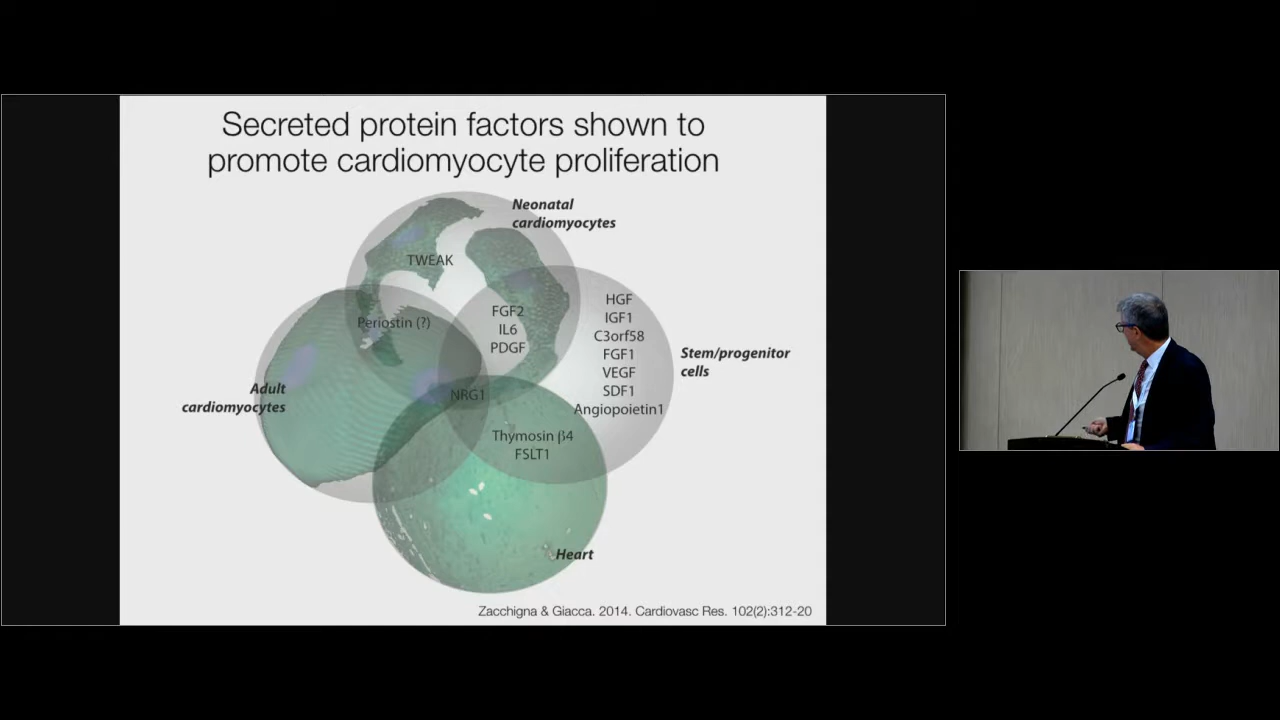 Secreted protein factors shown to
promote cardiomyocyte proliferation
Neonatal
cardiomyocytes
TWEAK
Periostin (?)
FGF2
IL6
PDGF
HGF
IGF1
C3orf58
FGF1
VEGF
SDF1
Angiopoietin1
Stem/progenitor
cells
Adult
cardiomyocytes
NRG1
Thymosin β4
FSLT1
Heart
Zacchigna & Giacca. 2014. Cardiovasc Res. 102(2):312-20